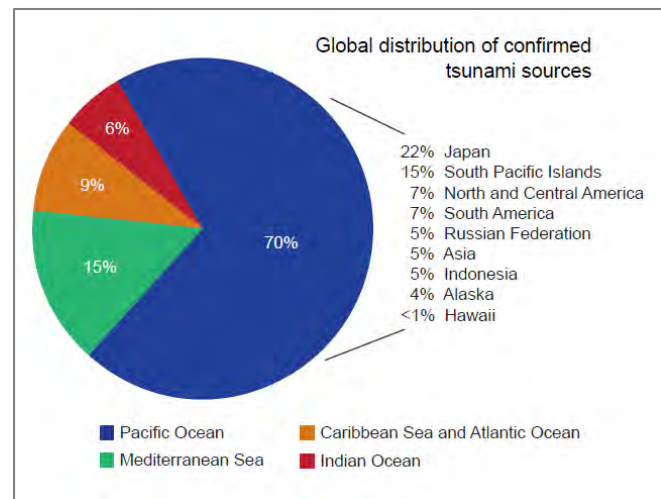 Global distribution of confirmed
tsunami sources
6%
9%
15%
70%
22% Japan
15% South Pacific Islands
7% North and Central America
7% South America
5% Russian Federation
5% Asia
5% Indonesia
4% Alaska
<1% Hawaii
Pacific Ocean
Caribbean Sea and Atlantic Ocean
Mediterranean Sea
Indian Ocean